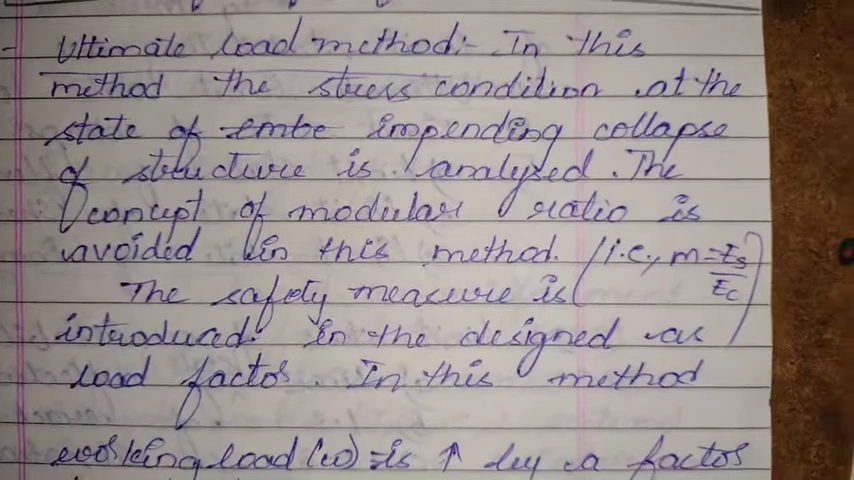 Ultimate load method:- In this
method the stress condition at the
state of impending collapse
of structure is analysed. The
concept of modular ratio is
avoided in this method. (i.e., m = Es/Ec)
The safety measure is
introduced in the designed as
load factor. In this method
working load (w) is ↑ by a factor